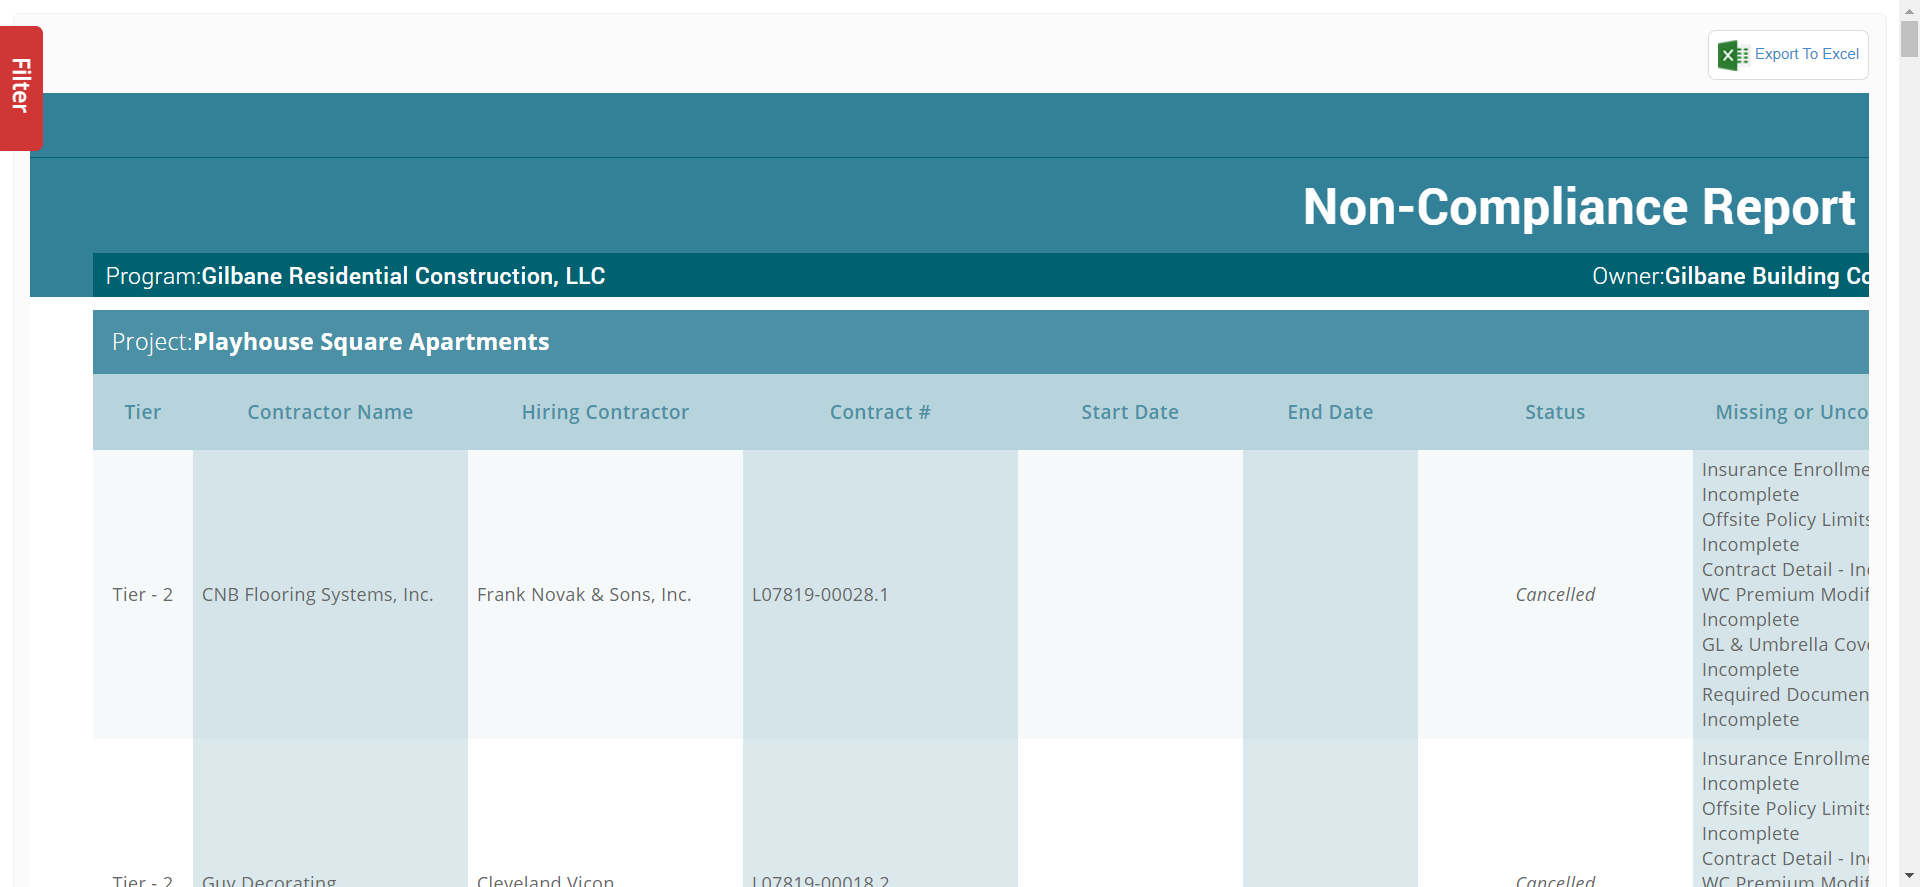 Filter
Export To Excel
Non-Compliance Report
Program:Gilbane Residential Construction, LLC
Owner:Gilbane Building Co
Project:Playhouse Square Apartments
Tier Contractor Name Hiring Contractor Contract # Start Date End Date Status Missing or Unco
Insurance Enrollme
Incomplete
Offsite Policy Limits
Incomplete
Contract Detail - In
Tier - 2 CNB Flooring Systems, Inc. Frank Novak & Sons, Inc. L07819-00028.1 Cancelled WC Premium Modif
Incomplete
GL & Umbrella Cov
Incomplete
Required Documen
Incomplete
Insurance Enrollme
Incomplete
Offsite Policy Limits
Incomplete
Contract Detail - In
Tier - 2 Guy Decorating Cleveland Vicon L07819-00018.2 Cancelled WC Premium Modif